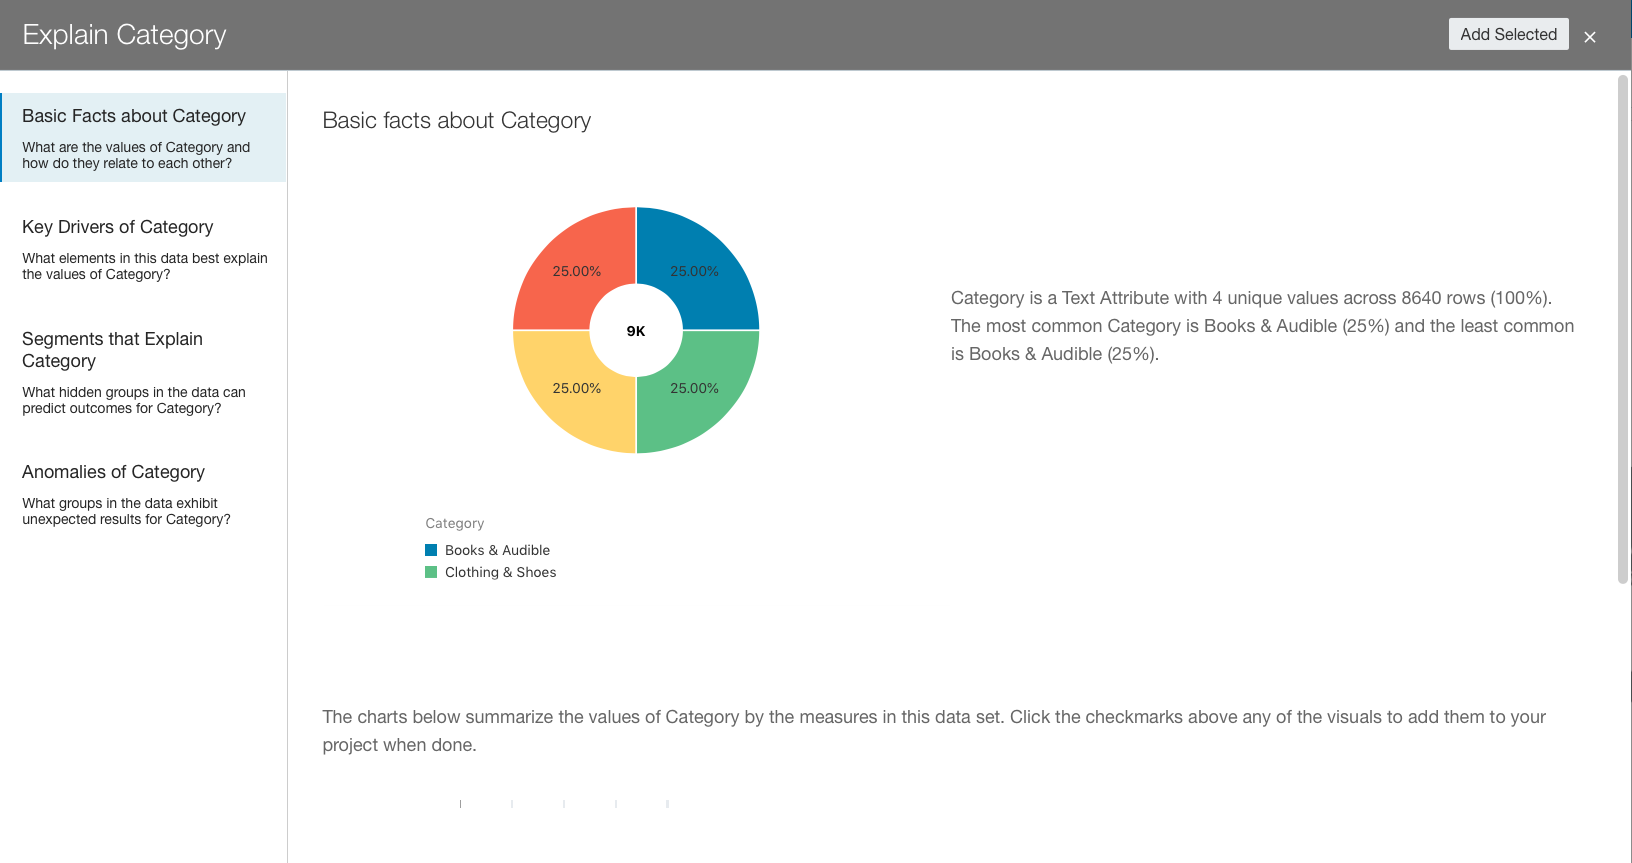 Explain Category
Add Selected
Basic Facts about Category
What are the values of Category and
how do they relate to each other?
Key Drivers of Category
What elements in this data best explain
the values of Category?
Segments that Explain
Category
What hidden groups in the data can
predict outcomes for Category?
Anomalies of Category
What groups in the data exhibit
unexpected results for Category?
Basic facts about Category
25.00%
25.00%
9K
25.00%
25.00%
Category
Books & Audible
Clothing & Shoes
Category is a Text Attribute with 4 unique values across 8640 rows (100%).
The most common Category is Books & Audible (25%) and the least common
is Books & Audible (25%).
The charts below summarize the values of Category by the measures in this data set. Click the checkmarks above any of the visuals to add them to your
project when done.